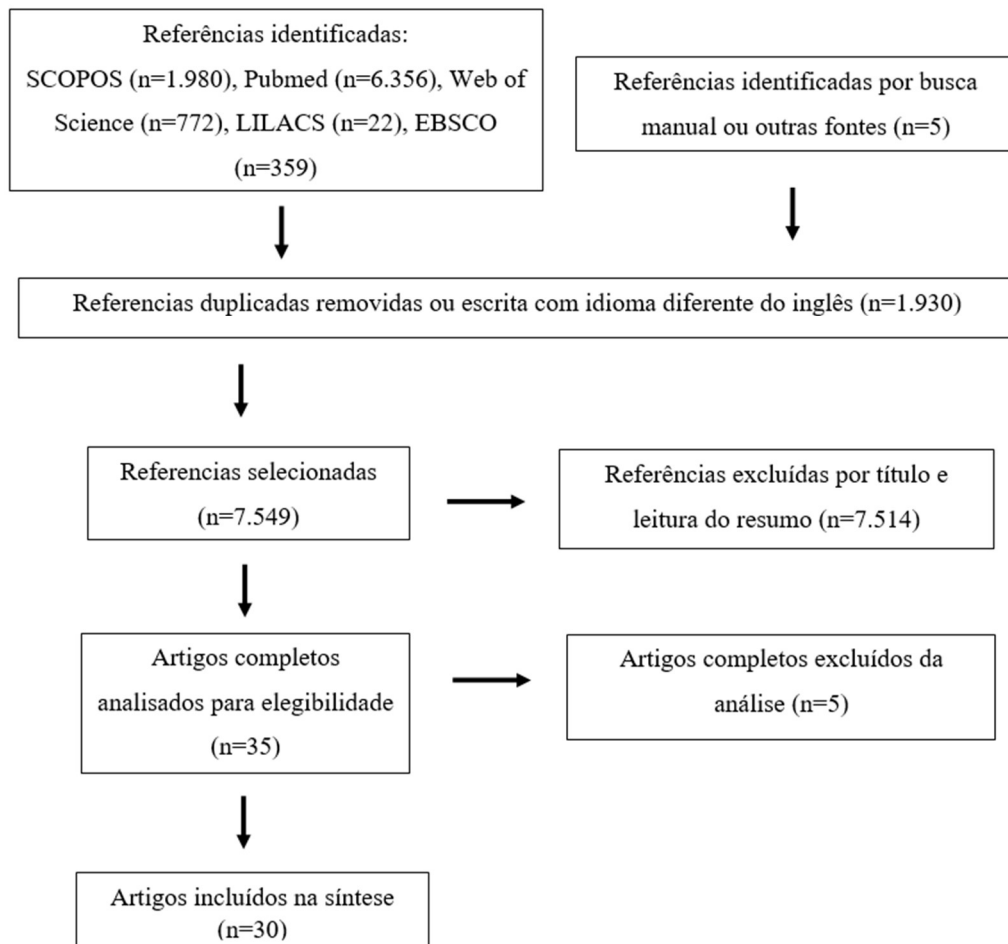 Referências identificadas:
SCOPOS (n=1.980), Pubmed (n=6.356), Web of
Science (n=772), LILACS (n=22), EBSCO
(n=359)
Referências identificadas por busca
manual ou outras fontes (n=5)
Referencias duplicadas removidas ou escrita com idioma diferente do inglês (n=1.930)
Referencias selecionadas
(n=7.549)
Referências excluídas por título e
leitura do resumo (n=7.514)
Artigos completos
analisados para elegibilidade
(n=35)
Artigos completos excluídos da
análise (n=5)
Artigos incluídos na síntese
(n=30)